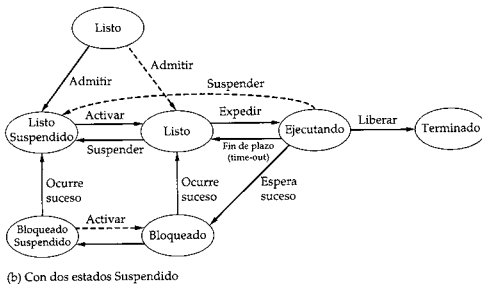 Listo
Admitir
Admitir
Suspender
Listo
Suspendido
Activar
Suspender
Listo
Expedir
Fin de plazo
(time-out)
Ejecutando
Liberar
Terminado
Ocurre
suceso
Ocurre
suceso
Espera
suceso
Bloqueado
Suspendido
Activar
Bloqueado
(b) Con dos estados Suspendido